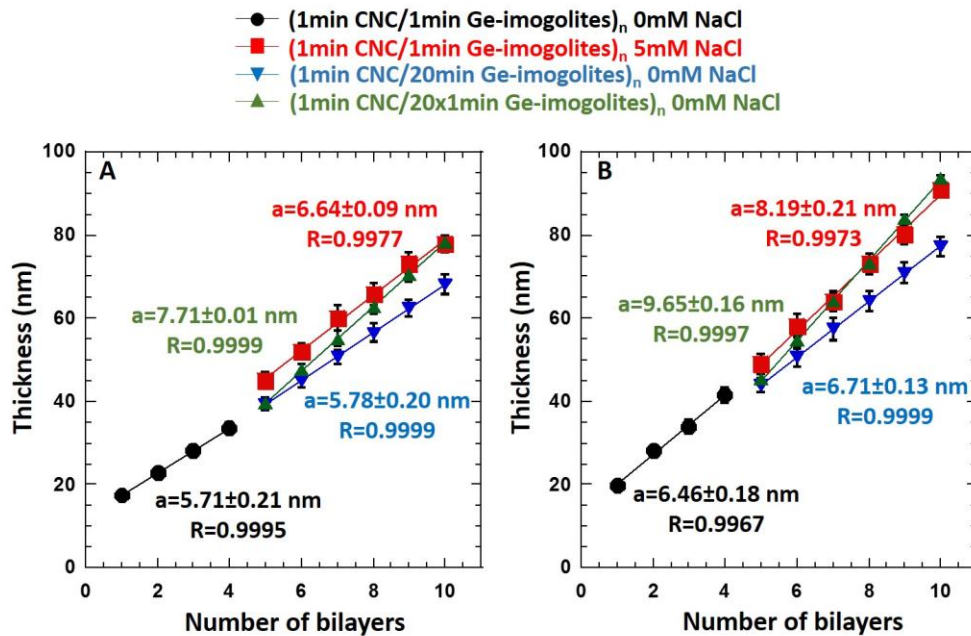 (1min CNC/1min Ge-imogolites)n 0mM NaCl
(1min CNC/1min Ge-imogolites)n 5mM NaCl
(1min CNC/20min Ge-imogolites)n 0mM NaCl
(1min CNC/20x1min Ge-imogolites)n 0mM NaCl
A
Thickness (nm)
100
80
60
40
20
0
a=6.64±0.09 nm
R=0.9977
a=7.71±0.01 nm
R=0.9999
a=5.78±0.20 nm
R=0.9999
a=5.71±0.21 nm
R=0.9995
0 2 4 6 8 10
Number of bilayers
B
Thickness (nm)
100
80
60
40
20
0
a=8.19±0.21 nm
R=0.9973
a=9.65±0.16 nm
R=0.9997
a=6.71±0.13 nm
R=0.9999
a=6.46±0.18 nm
R=0.9967
0 2 4 6 8 10
Number of bilayers